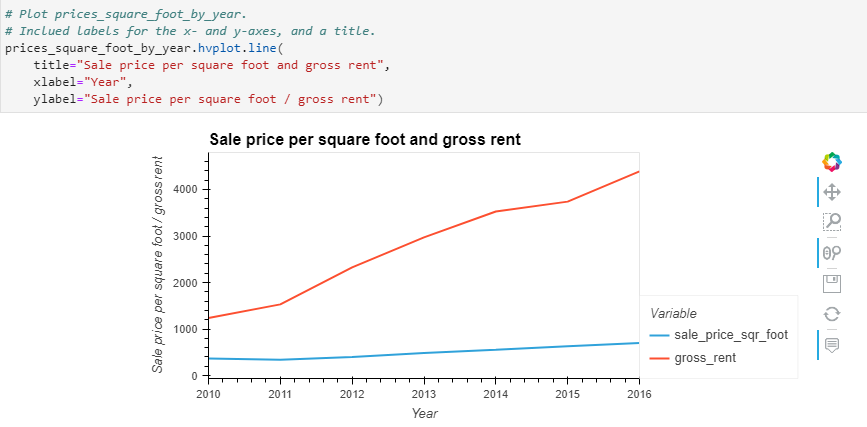 # Plot prices_square_foot_by_year.
# Inclued labels for the x- and y-axes, and a title.
prices_square_foot_by_year.hvplot.line(
    title="Sale price per square foot and gross rent",
    xlabel="Year",
    ylabel="Sale price per square foot / gross rent")
Sale price per square foot and gross rent
Sale price per square foot / gross rent
4000
3000
2000
1000
0
2010 2011 2012 2013 2014 2015 2016
Year
Variable
sale_price_sqr_foot
gross_rent